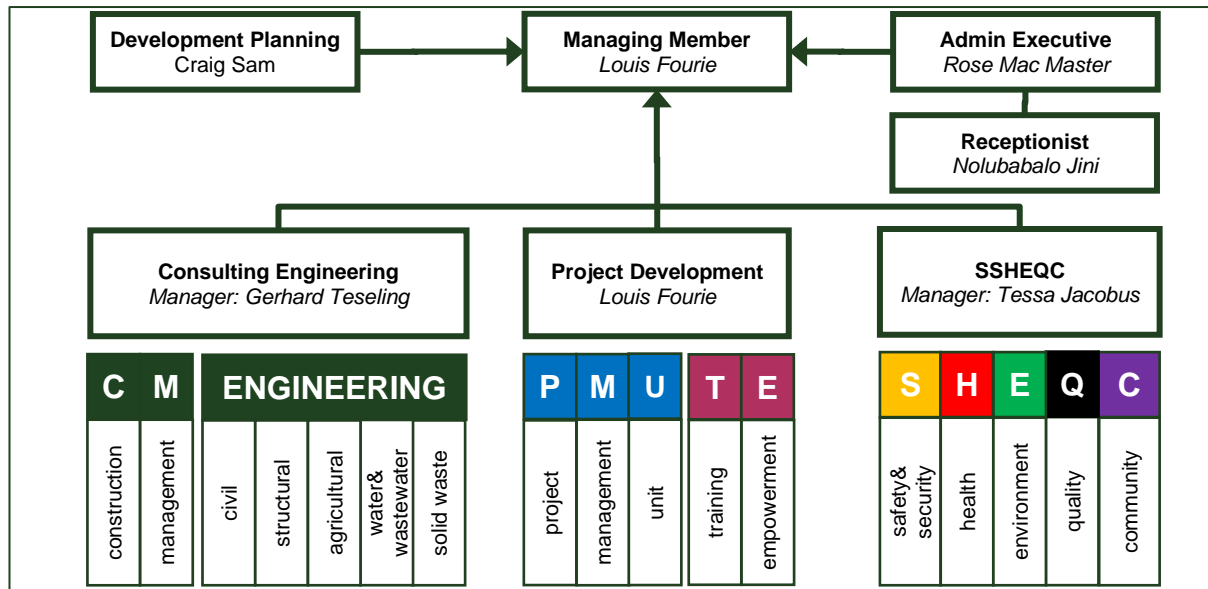 Development Planning
Craig Sam
Managing Member
Louis Fourie
Admin Executive
Rose Mac Master
Receptionist
Nolubabalo Jini
Consulting Engineering
Manager: Gerhard Teseling
Project Development
Louis Fourie
SSHEQC
Manager: Tessa Jacobus
C M ENGINEERING
construction
management
civil
structural
agricultural
water&
wastewater
solid waste
P M U T E
project
management
unit
training
empowerment
S H E Q C
safety&
security
health
environment
quality
community